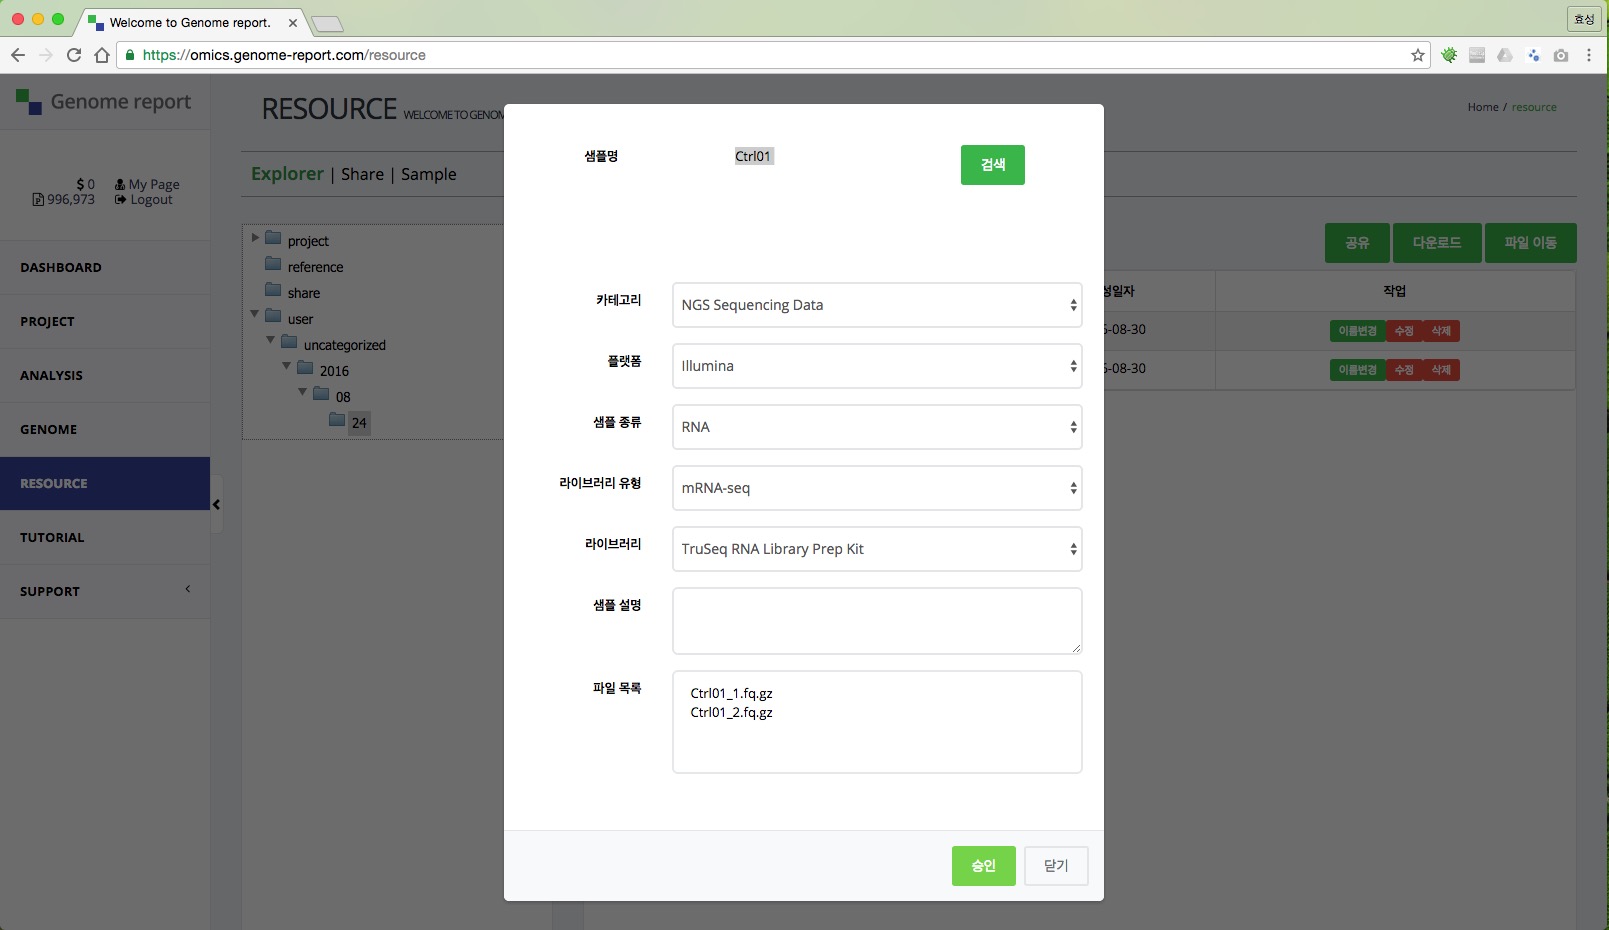 Welcome to Genome report.
효성
https://omics.genome-report.com/resource
Genome report
$ 0
My Page
996,973
Logout
DASHBOARD
PROJECT
ANALYSIS
GENOME
RESOURCE
TUTORIAL
SUPPORT
RESOURCE WELCOME TO GENOM
Home / resource
Explorer | Share | Sample
project
reference
share
user
uncategorized
2016
08
24
공유 다운로드 파일 이동
성일자 작업
-08-30 이름변경 수정 삭제
-08-30 이름변경 수정 삭제
샘플명 Ctrl01 검색
카테고리 NGS Sequencing Data
플랫폼 Illumina
샘플 종류 RNA
라이브러리 유형 mRNA-seq
라이브러리 TruSeq RNA Library Prep Kit
샘플 설명
파일 목록
Ctrl01_1.fq.gz
Ctrl01_2.fq.gz
승인 닫기